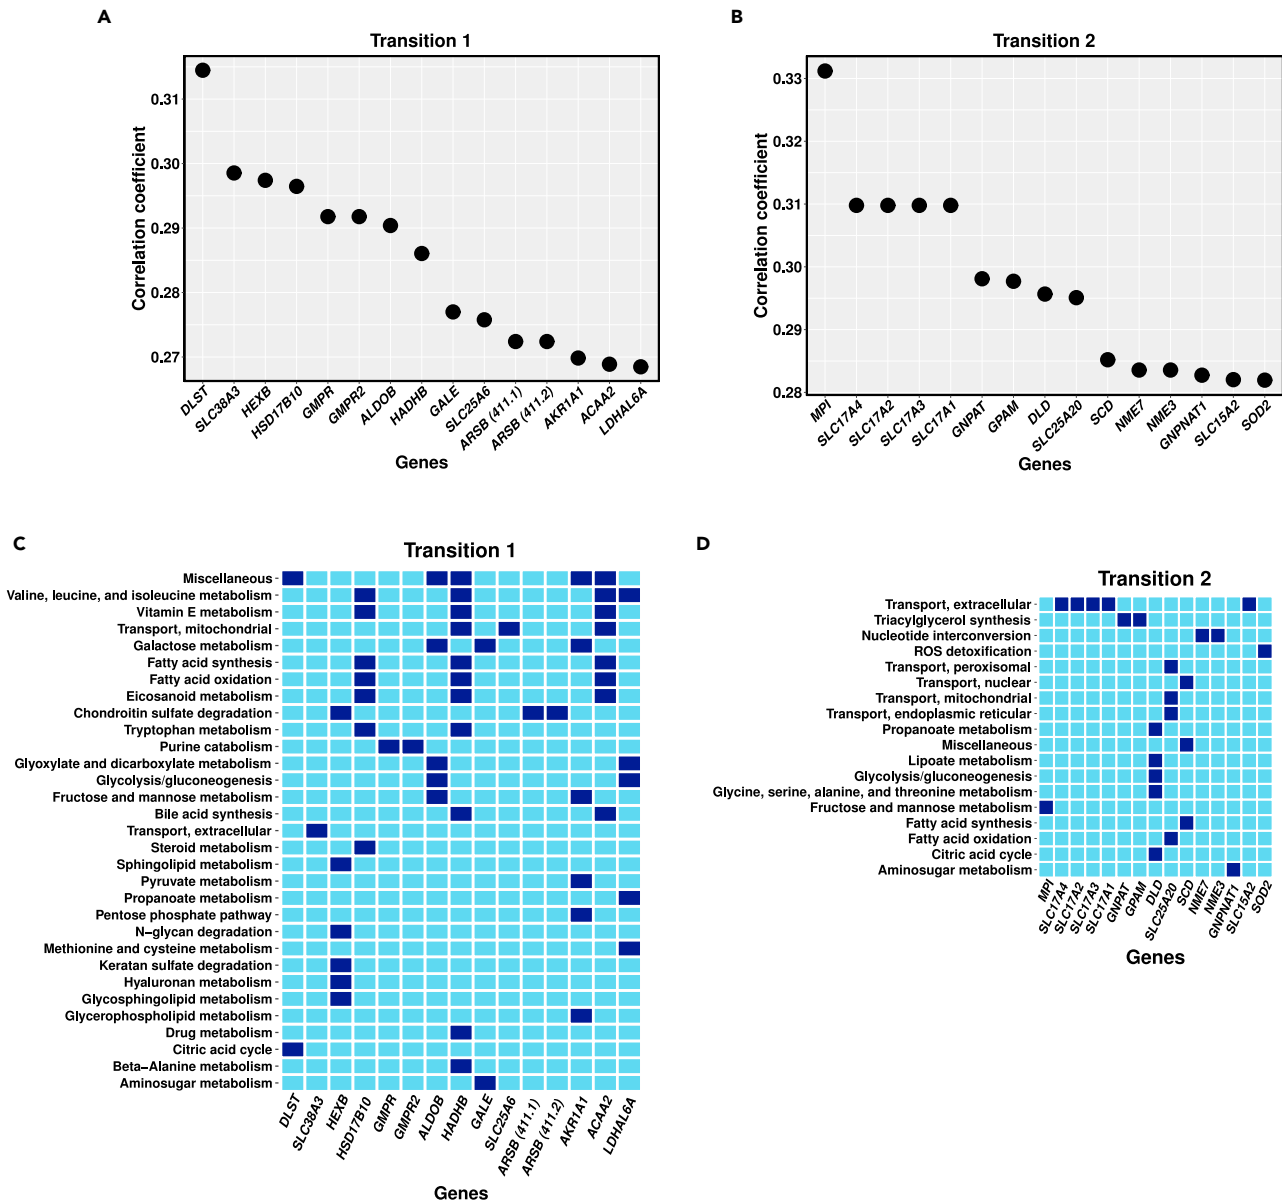 A
Transition 1
Correlation coefficient
0.31
0.30
0.29
0.28
0.27
DLST
SLC38A3
HEXB
HSD17B10
GMPR
GMPR2
ALDOB
HADHB
GALE
SLC25A6
ARSB (411.1)
ARSB (411.2)
AKR1A1
ACAA2
LDHAL6A
Genes
B
Transition 2
Correlation coefficient
0.33
0.32
0.31
0.30
0.29
0.28
MPI
SLC17A4
SLC17A2
SLC17A3
SLC17A1
GNPAT
GPAM
DLD
SLC25A20
SCD
NME7
NME3
GNPNAT1
SLC15A2
SOD2
Genes
C
Transition 1
Miscellaneous
Valine, leucine, and isoleucine metabolism
Vitamin E metabolism
Transport, mitochondrial
Galactose metabolism
Fatty acid synthesis
Fatty acid oxidation
Eicosanoid metabolism
Chondroitin sulfate degradation
Tryptophan metabolism
Purine catabolism
Glyoxylate and dicarboxylate metabolism
Glycolysis/gluconeogenesis
Fructose and mannose metabolism
Bile acid synthesis
Transport, extracellular
Steroid metabolism
Sphingolipid metabolism
Pyruvate metabolism
Propanoate metabolism
Pentose phosphate pathway
N−glycan degradation
Methionine and cysteine metabolism
Keratan sulfate degradation
Hyaluronan metabolism
Glycosphingolipid metabolism
Glycerophospholipid metabolism
Drug metabolism
Citric acid cycle
Beta−Alanine metabolism
Aminosugar metabolism
DLST
SLC38A3
HEXB
HSD17B10
GMPR
GMPR2
ALDOB
HADHB
GALE
SLC25A6
ARSB (411.1)
ARSB (411.2)
AKR1A1
ACAA2
LDHAL6A
Genes
D
Transition 2
Transport, extracellular
Triacylglycerol synthesis
Nucleotide interconversion
ROS detoxification
Transport, peroxisomal
Transport, nuclear
Transport, mitochondrial
Transport, endoplasmic reticular
Propanoate metabolism
Miscellaneous
Lipoate metabolism
Glycolysis/gluconeogenesis
Glycine, serine, alanine, and threonine metabolism
Fructose and mannose metabolism
Fatty acid synthesis
Fatty acid oxidation
Citric acid cycle
Aminosugar metabolism
MPI
SLC17A4
SLC17A2
SLC17A3
SLC17A1
GNPAT
GPAM
DLD
SLC25A20
SCD
NME7
NME3
GNPNAT1
SLC15A2
SOD2
Genes